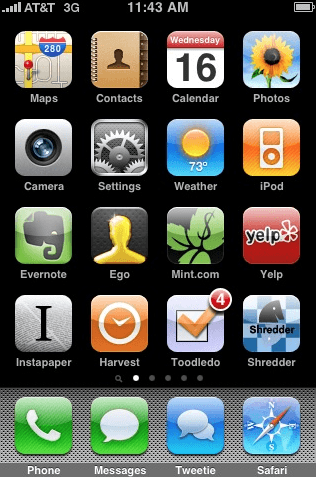 AT&T 3G 11:43 AM
280
Wednesday
16
Maps Contacts Calendar Photos
73°
Camera Settings Weather iPod
yelp
Evernote Ego Mint.com Yelp
I 4 Shredder
Instapaper Harvest Toodledo Shredder
Phone Messages Tweetie Safari